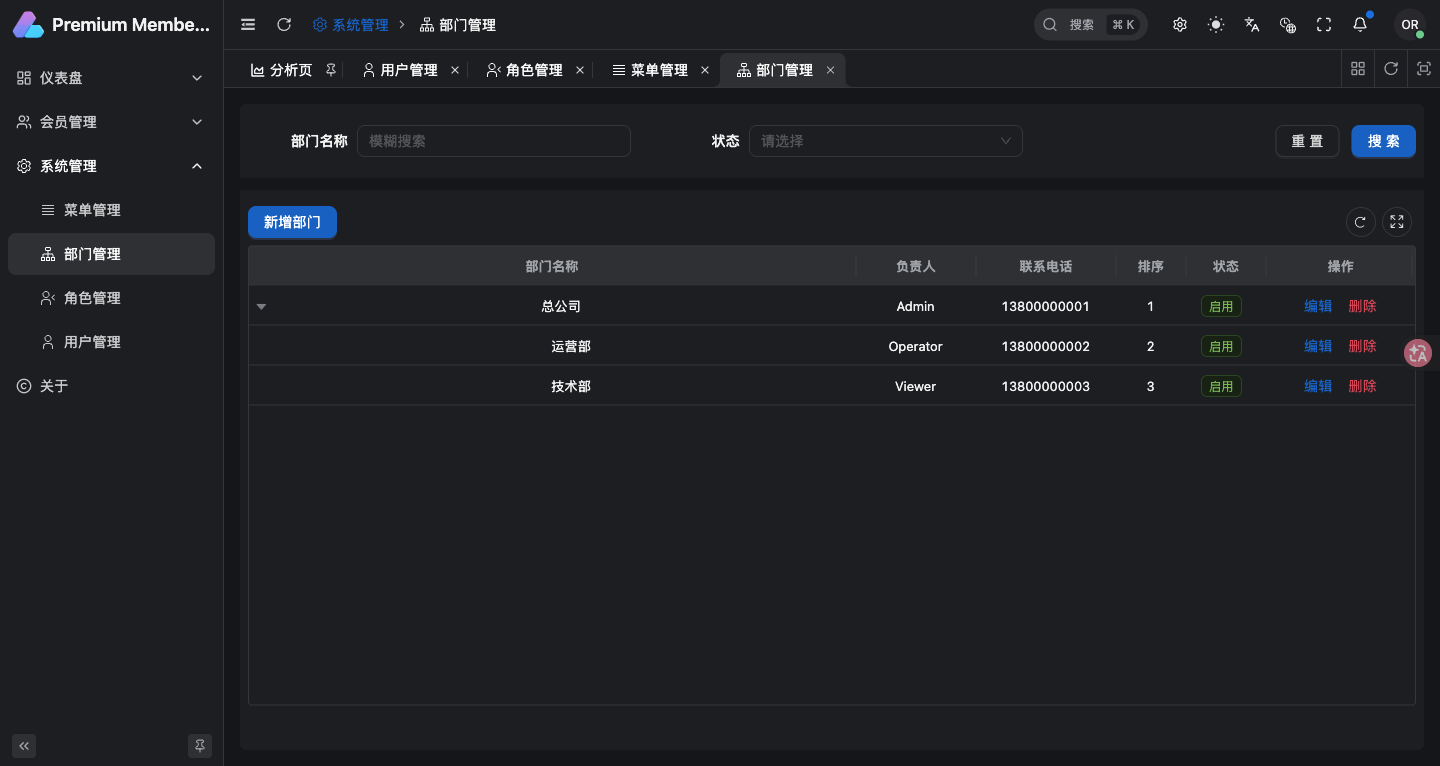 Premium Membe...
系统管理
部门管理
搜索
⌘ K
OR
仪表盘
会员管理
系统管理
菜单管理
部门管理
角色管理
用户管理
关于
分析页
用户管理
角色管理
菜单管理
部门管理
部门名称
模糊搜索
状态
请选择
重 置
搜 索
新增部门
部门名称 负责人 联系电话 排序 状态 操作
总公司 Admin 13800000001 1 启用 编辑 删除
运营部 Operator 13800000002 2 启用 编辑 删除
技术部 Viewer 13800000003 3 启用 编辑 删除